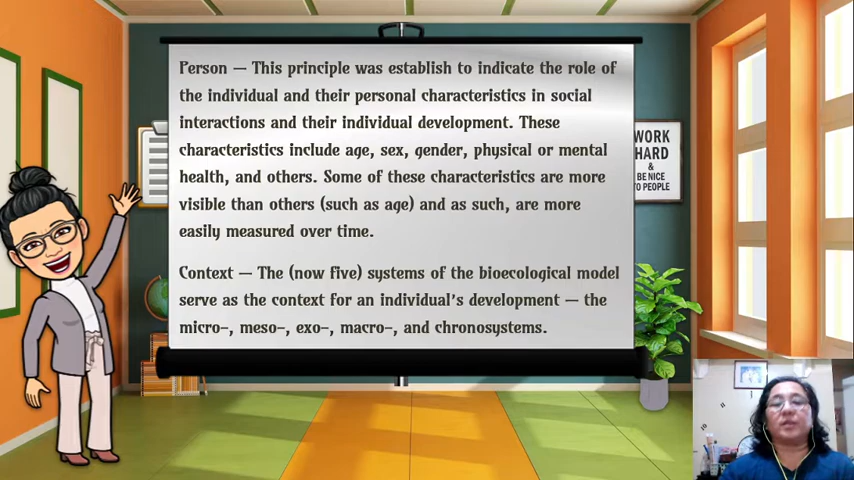 Person – This principle was establish to indicate the role of
the individual and their personal characteristics in social
interactions and their individual development. These
characteristics include age, sex, gender, physical or mental
health, and others. Some of these characteristics are more
visible than others (such as age) and as such, are more
easily measured over time.
Context – The (now five) systems of the bioecological model
serve as the context for an individual's development – the
micro-, meso-, exo-, macro-, and chronosystems.
WORK
HARD
& 
BE NICE
TO PEOPLE